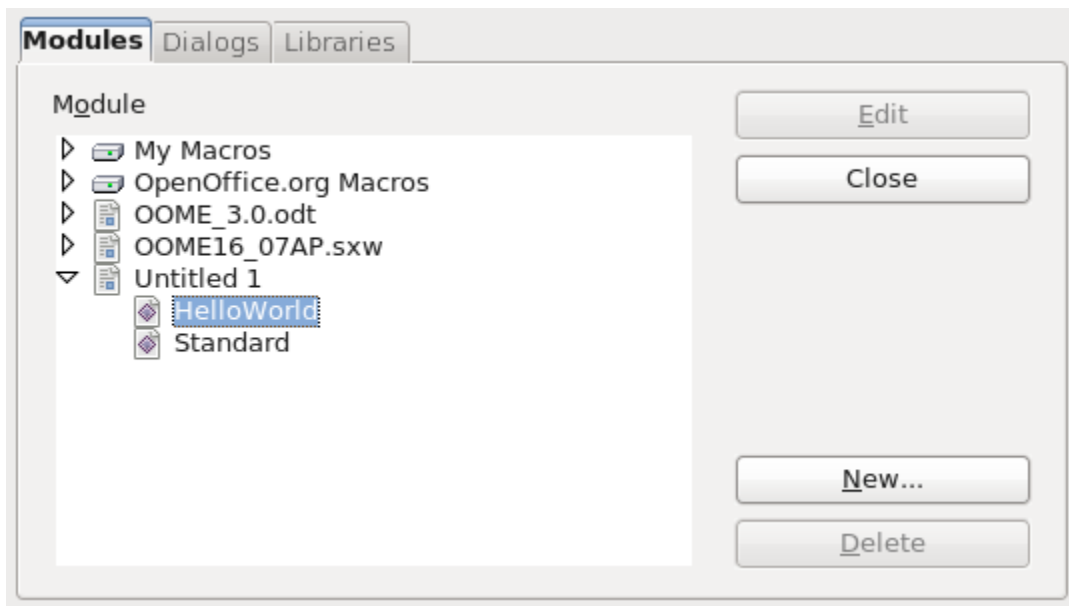 Modules Dialogs Libraries
Module
Edit
My Macros
Close
OpenOffice.org Macros
OOME_3.0.odt
OOME16_07AP.sxw
Untitled 1
HelloWorld
Standard
New...
Delete